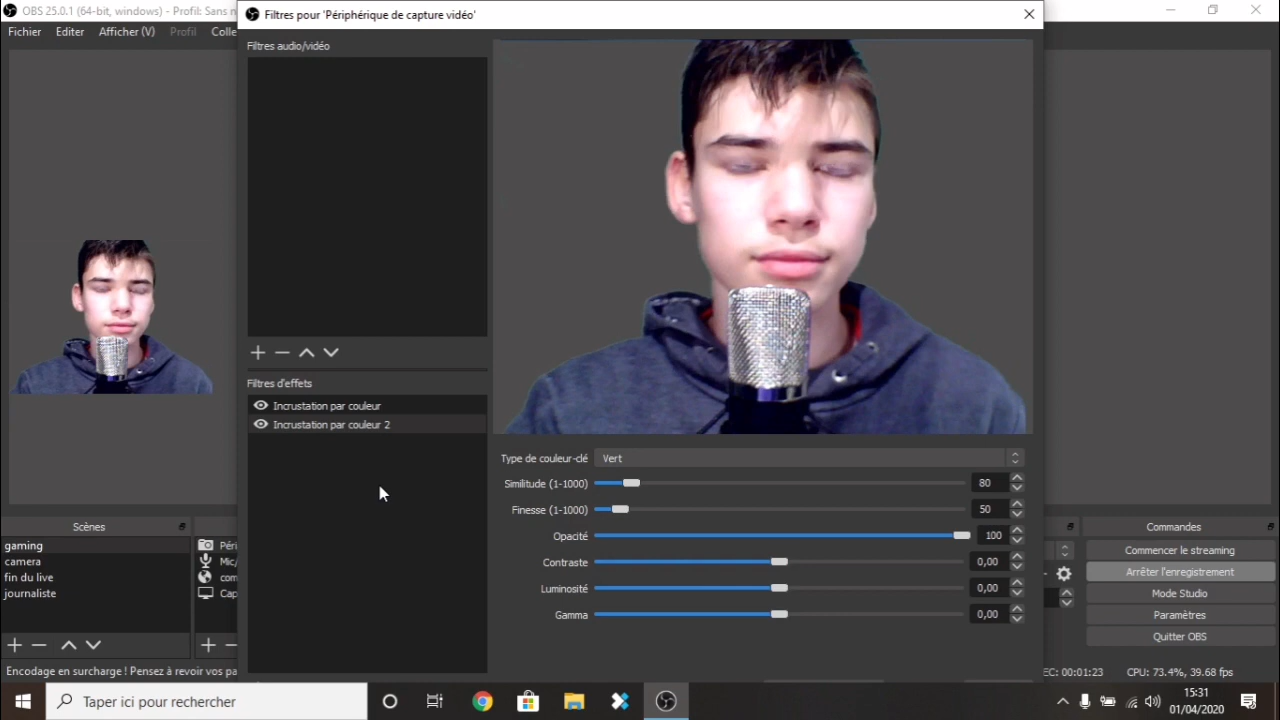 OBS 25.0.1 (64-bit, windows) - Profil: Sans n
Filtres pour 'Périphérique de capture vidéo'
Fichier Editer Afficher (V) Profil Colle
Filtres audio/vidéo
Filtres d'effets
Incrustation par couleur
Incrustation par couleur 2
Type de couleur-clé Vert
Similitude (1-1000) 80
Finesse (1-1000) 50
Opacité 100
Contraste 0,00
Luminosité 0,00
Gamma 0,00
Scènes
gaming
camera
fin du live
journaliste
Péri
Mic/
com
Cap
Commandes
Commencer le streaming
Arrêter l'enregistrement
Mode Studio
Paramètres
Quitter OBS
Encodage en surcharge ! Pensez à revoir vos pa
EC: 00:01:23 CPU: 73.4%, 39.68 fps
Taper ici pour rechercher
15:31
01/04/2020